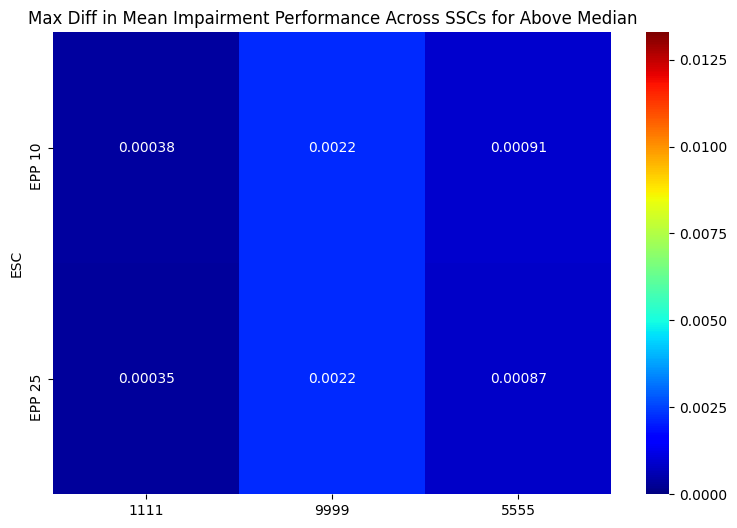 Max Diff in Mean Impairment Performance Across SSCs for Above Median
ESC
EPP 10
0.00038 0.0022 0.00091
EPP 25
0.00035 0.0022 0.00087
1111 9999 5555
0.0125
0.0100
0.0075
0.0050
0.0025
0.0000